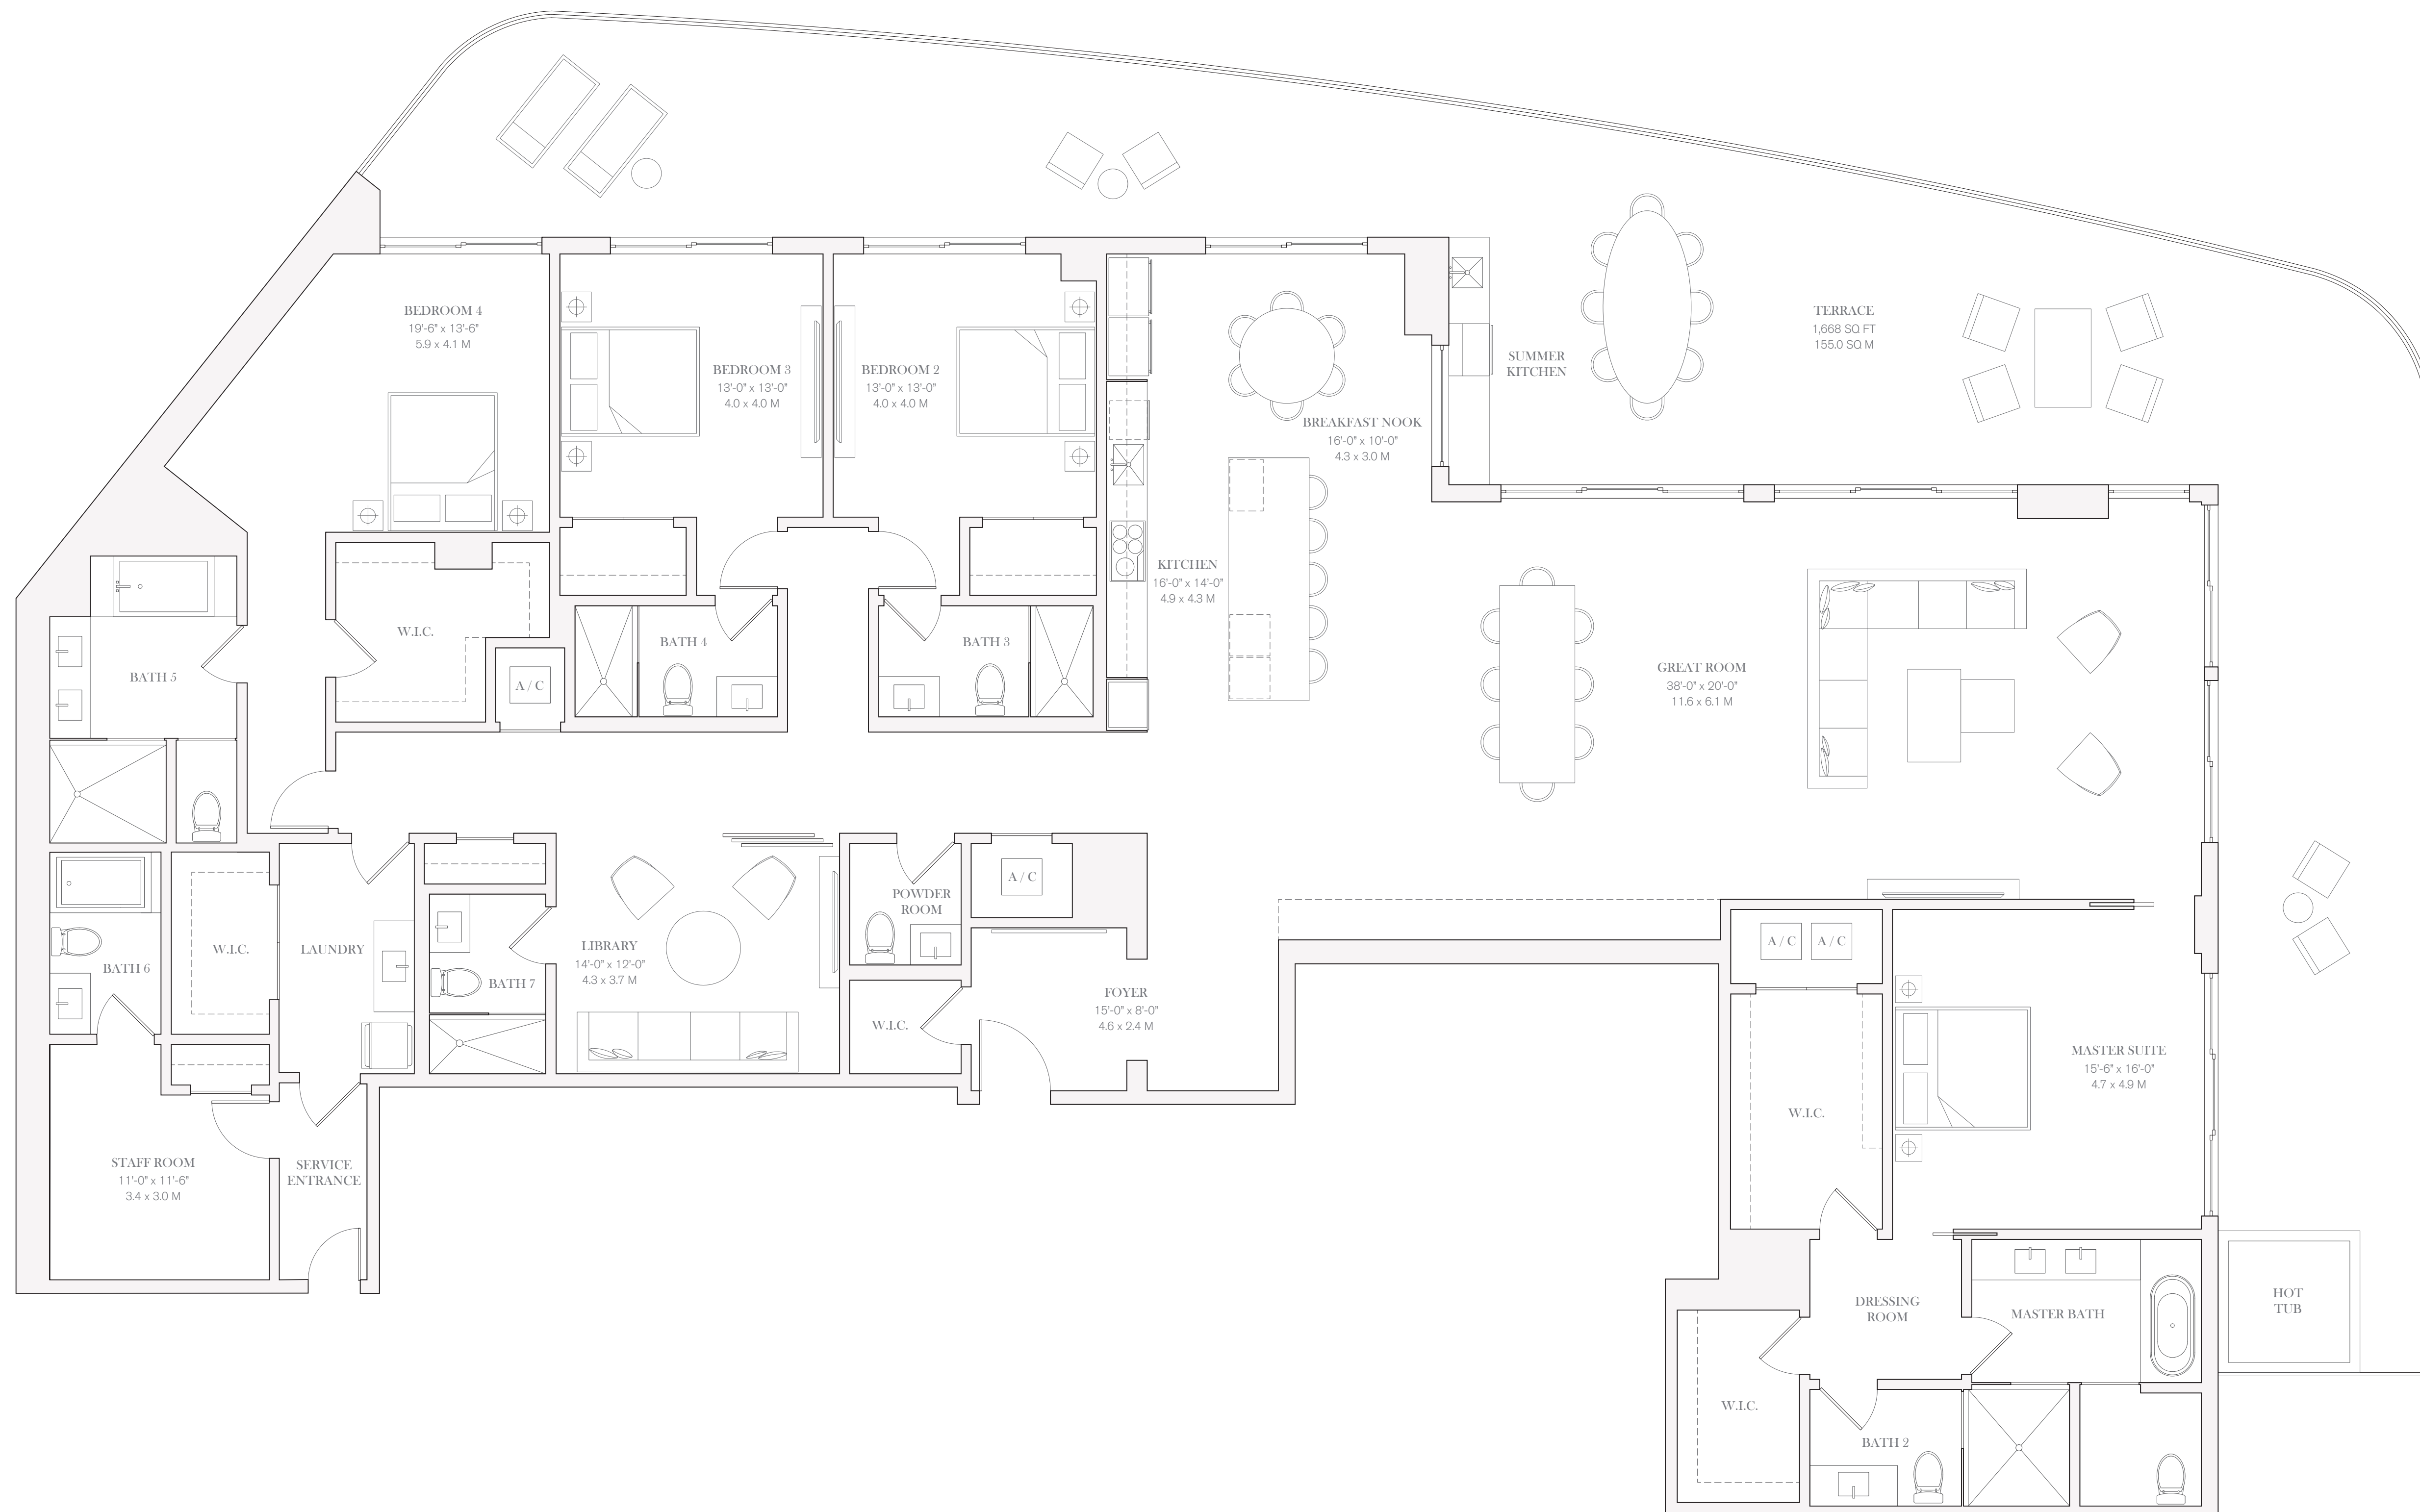 BEDROOM 4
19'-6" x 13'-6"
5.9 x 4.1 M
BEDROOM 3
13'-0" x 13'-0"
4.0 x 4.0 M
BEDROOM 2
13'-0" x 13'-0"
4.0 x 4.0 M
BREAKFAST NOOK
16'-0" x 10'-0"
4.3 x 3.0 M
SUMMER
KITCHEN
TERRACE
1,668 SQ FT
155.0 SQ M
KITCHEN
16'-0" x 14'-0"
4.9 x 4.3 M
W.I.C.
BATH 5
A / C
BATH 4
BATH 3
GREAT ROOM
38'-0" x 20'-0"
11.6 x 6.1 M
BATH 6
W.I.C.
LAUNDRY
BATH 7
LIBRARY
14'-0" x 12'-0"
4.3 x 3.7 M
POWDER
ROOM
A / C
W.I.C.
FOYER
15'-0" x 8'-0"
4.6 x 2.4 M
A / C
A / C
MASTER SUITE
15'-6" x 16'-0"
4.7 x 4.9 M
W.I.C.
STAFF ROOM
11'-0" x 11'-6"
3.4 x 3.0 M
SERVICE
ENTRANCE
DRESSING
ROOM
MASTER BATH
HOT
TUB
W.I.C.
BATH 2